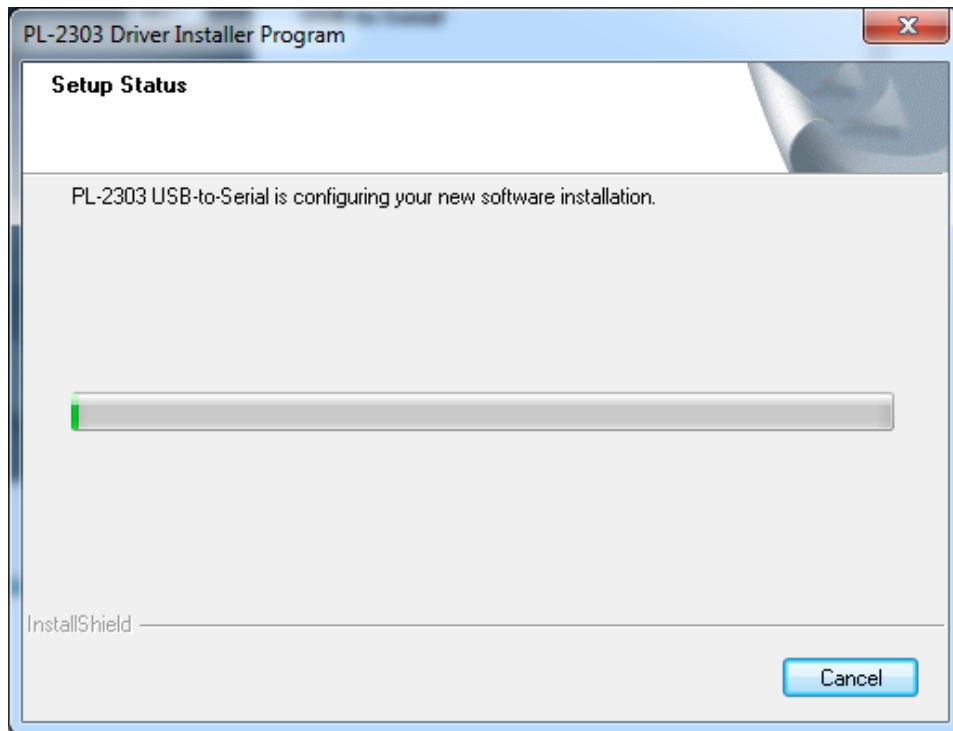 PL-2303 Driver Installer Program
Setup Status
PL-2303 USB-to-Serial is configuring your new software installation.
InstallShield
Cancel